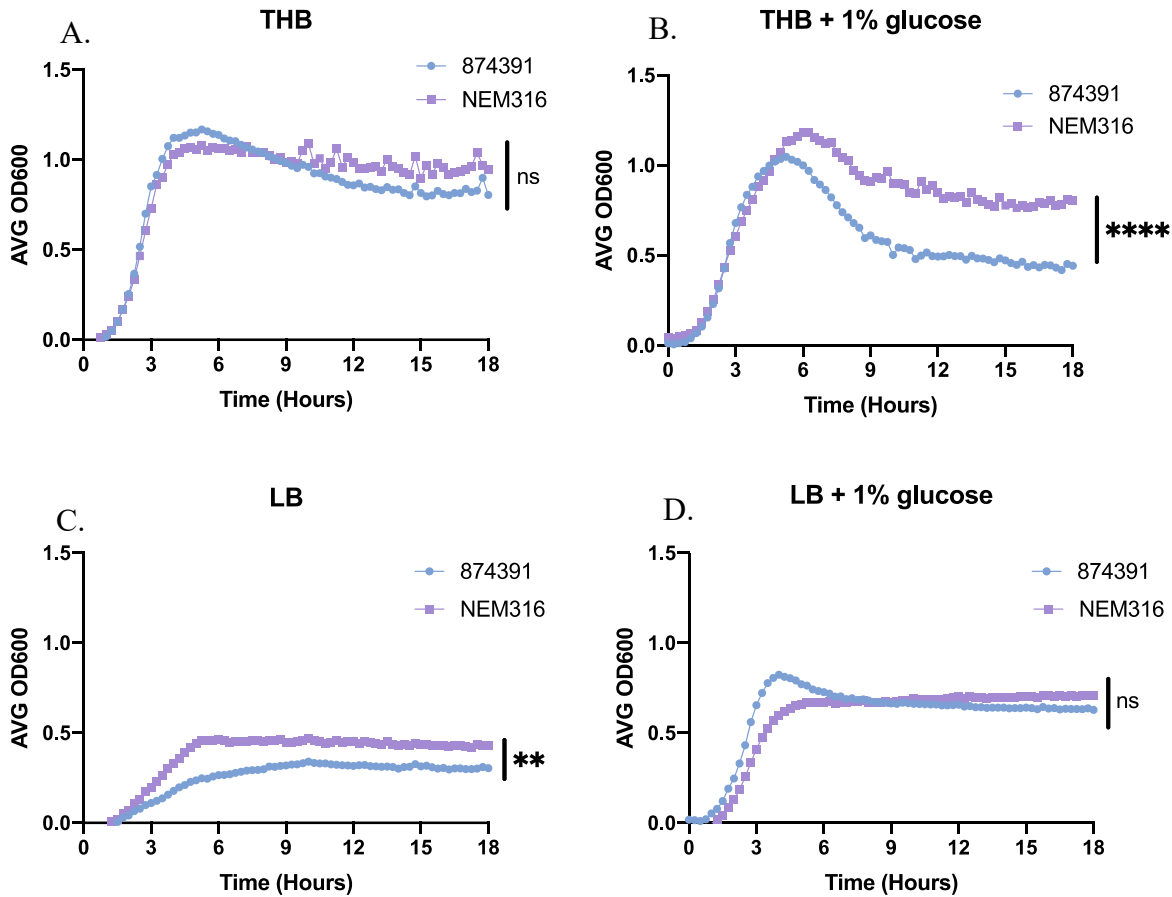 A.
THB
874391
NEM316
1.5
1.0
0.5
0.0
AVG OD600
0
3
6
9
12
15
18
Time (Hours)
ns
B.
THB + 1% glucose
874391
NEM316
1.5
1.0
0.5
0.0
AVG OD600
0
3
6
9
12
15
18
Time (Hours)
****
C.
LB
874391
NEM316
1.5
1.0
0.5
0.0
AVG OD600
0
3
6
9
12
15
18
Time (Hours)
**
D.
LB + 1% glucose
874391
NEM316
1.5
1.0
0.5
0.0
AVG OD600
0
3
6
9
12
15
18
Time (Hours)
ns